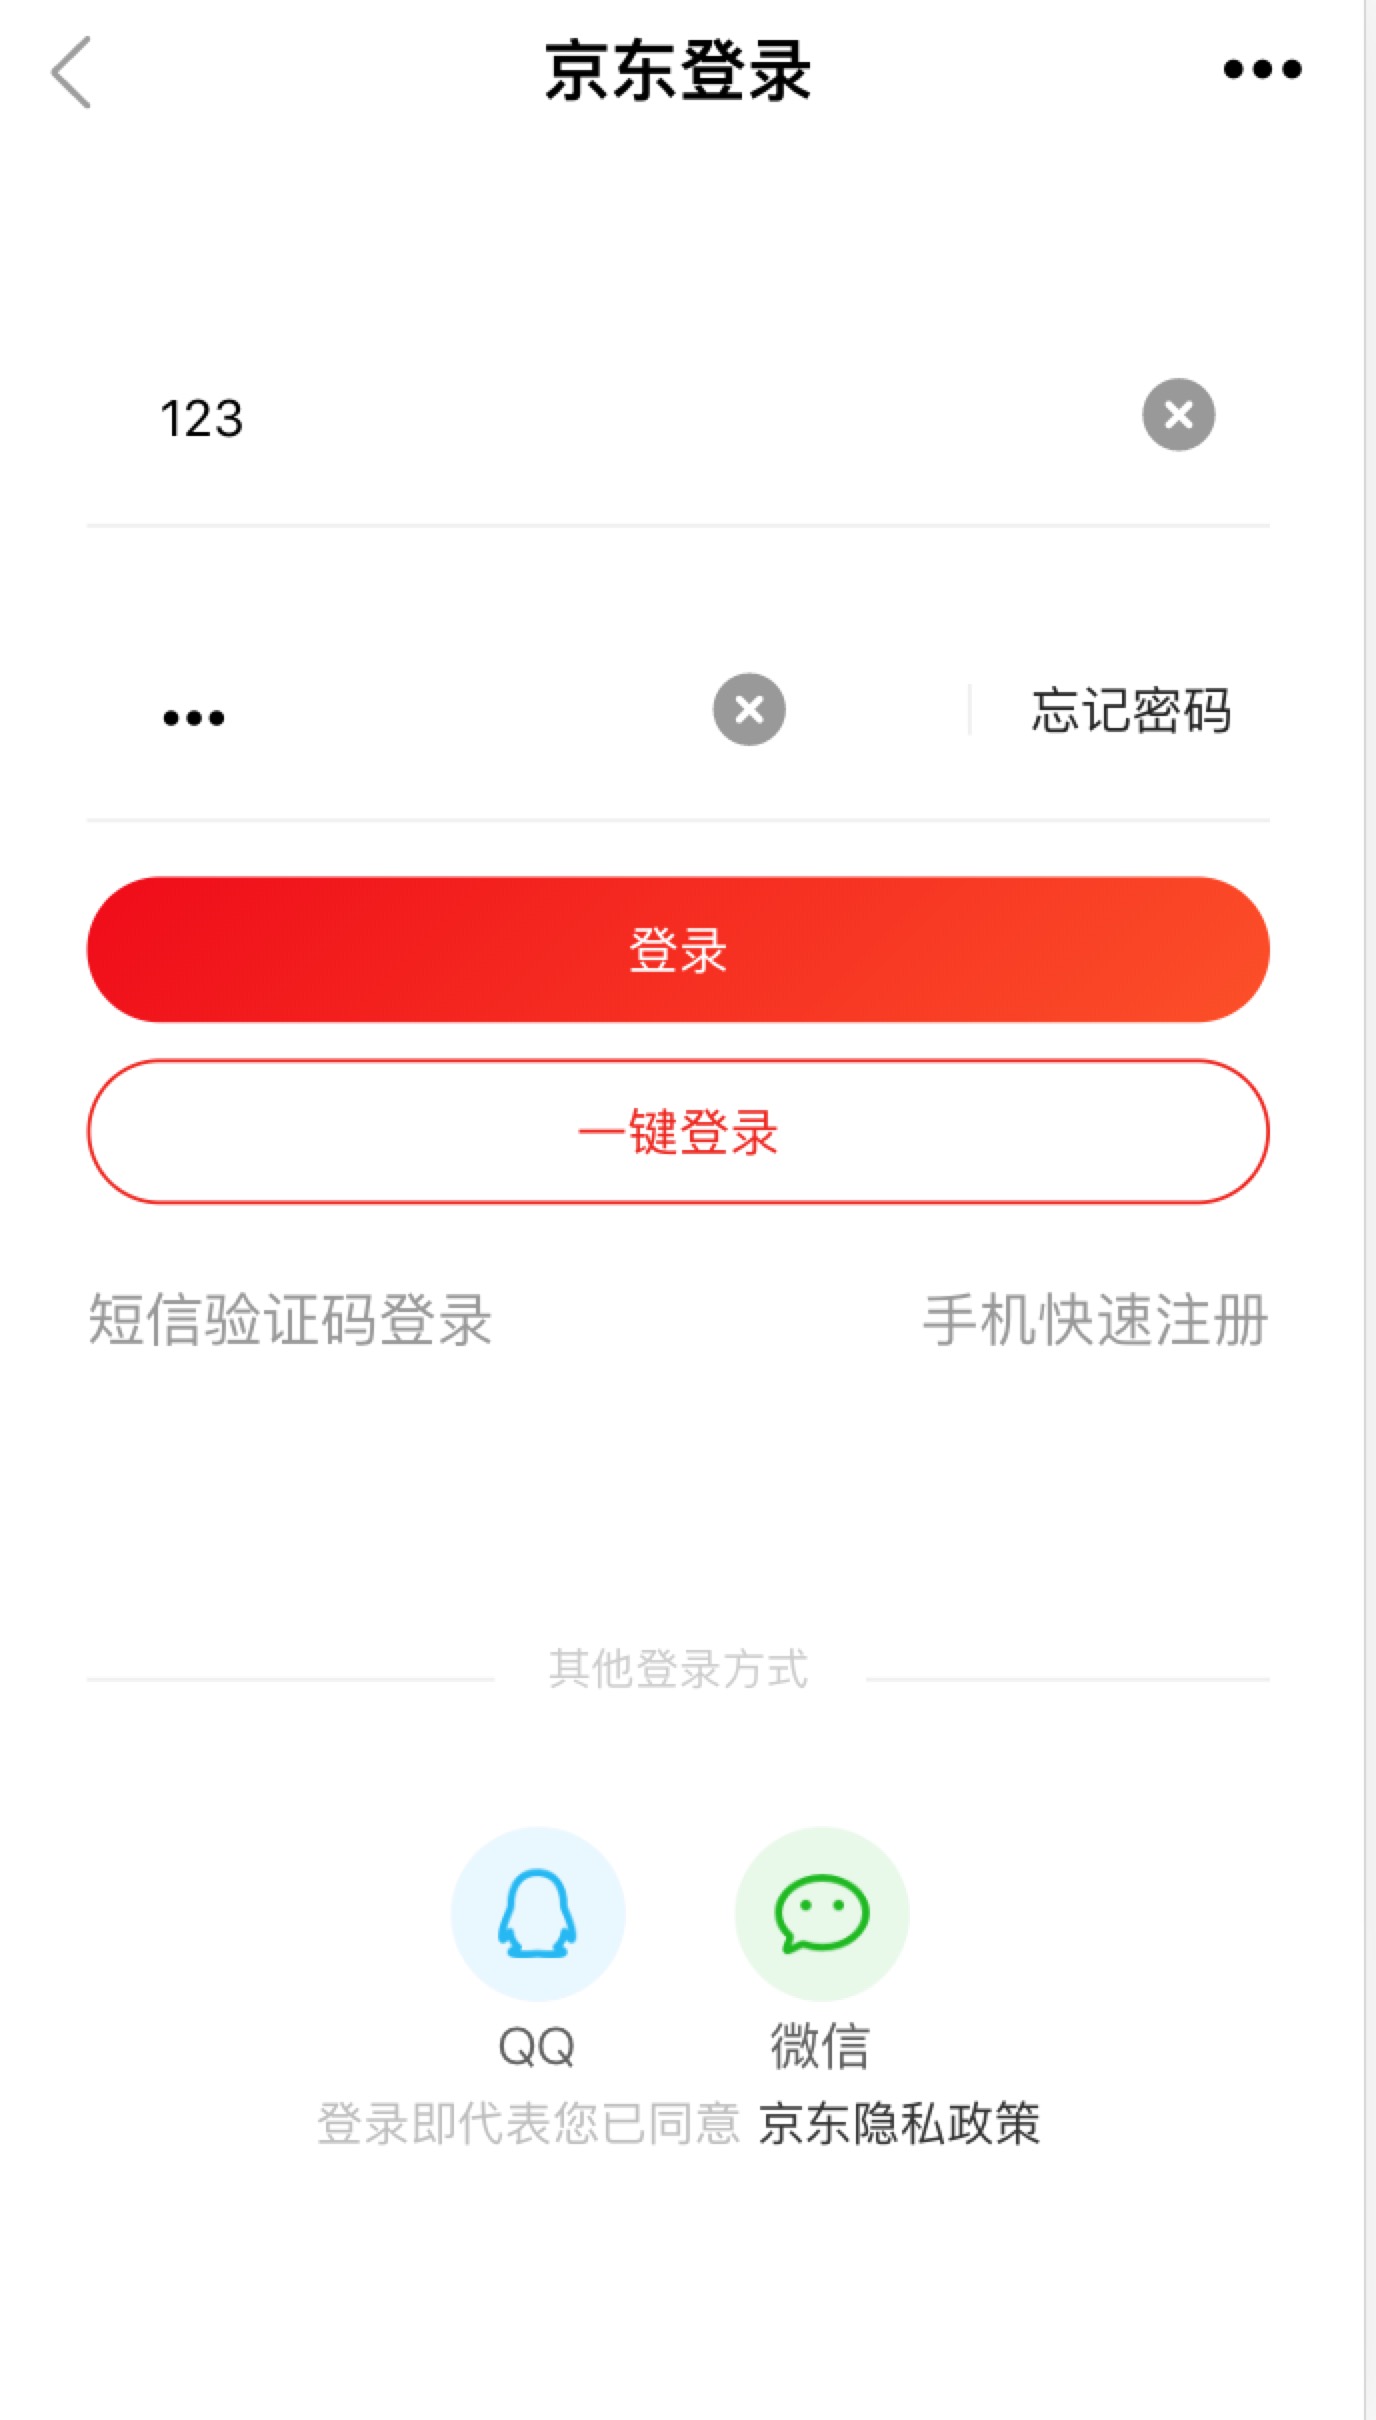 京东登录
123
忘记密码
登录
一键登录
短信验证码登录
手机快速注册
其他登录方式
QQ
微信
登录即代表您已同意 京东隐私政策